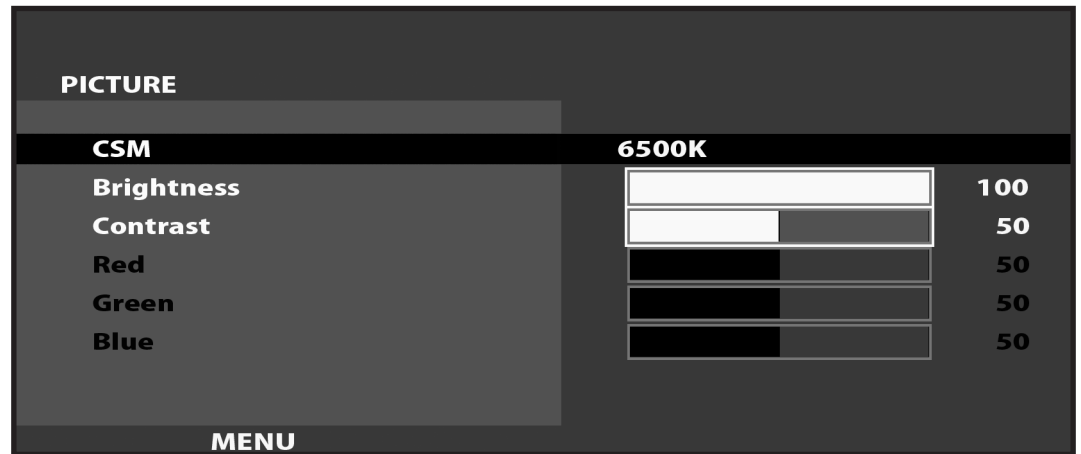 PICTURE
CSM 6500K
Brightness 100
Contrast 50
Red 50
Green 50
Blue 50
MENU